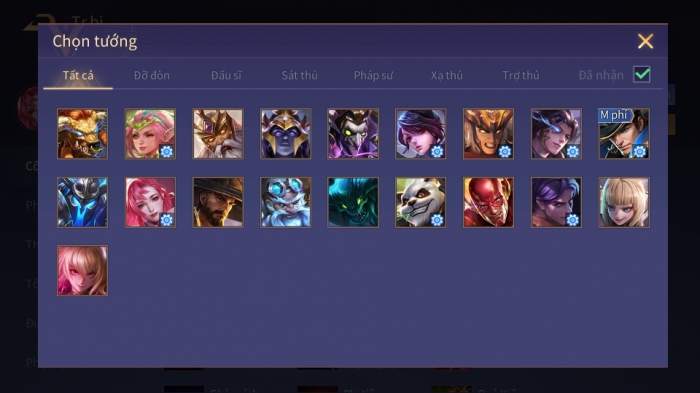 Chọn tướng
Tất cả
Đỡ đòn
Đấu sĩ
Sát thủ
Pháp sư
Xạ thủ
Trợ thủ
Đã nhận
M phí